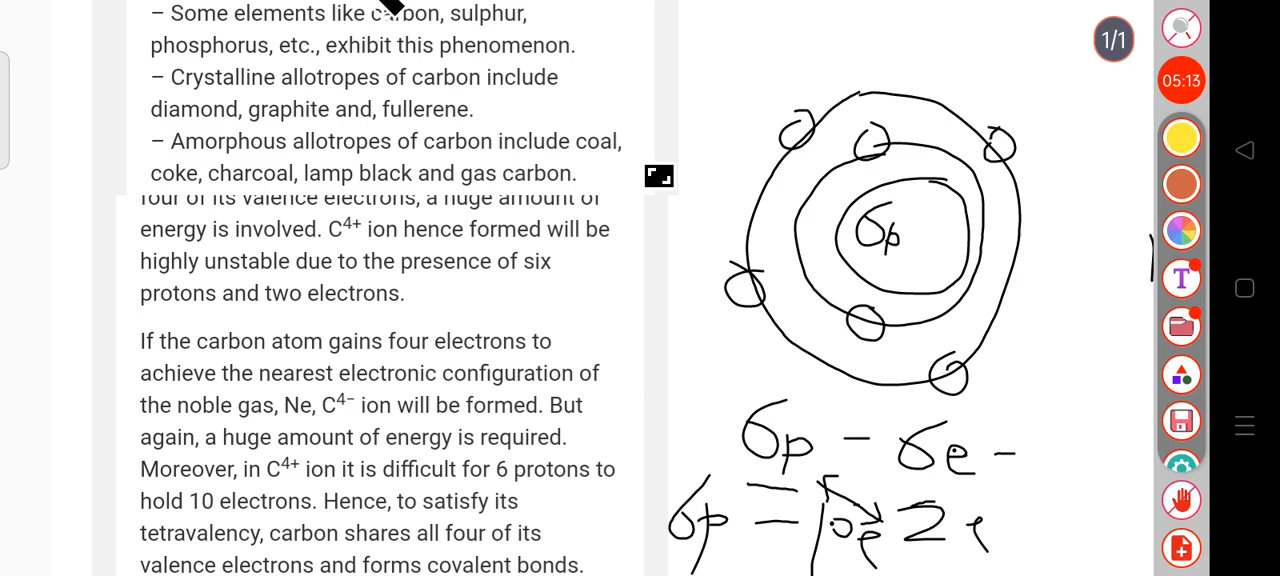 – Some elements like carbon, sulphur,
phosphorus, etc., exhibit this phenomenon.
– Crystalline allotropes of carbon include
diamond, graphite and, fullerene.
– Amorphous allotropes of carbon include coal,
coke, charcoal, lamp black and gas carbon.
four of its valence electrons, a huge amount of
energy is involved. C⁴⁺ ion hence formed will be
highly unstable due to the presence of six
protons and two electrons.
If the carbon atom gains four electrons to
achieve the nearest electronic configuration of
the noble gas, Ne, C⁴⁻ ion will be formed. But
again, a huge amount of energy is required.
Moreover, in C⁴⁺ ion it is difficult for 6 protons to
hold 10 electrons. Hence, to satisfy its
tetravalency, carbon shares all four of its
valence electrons and forms covalent bonds.
1/1
05:13
T
6p
6p – 6e –
6p = 10e 2e